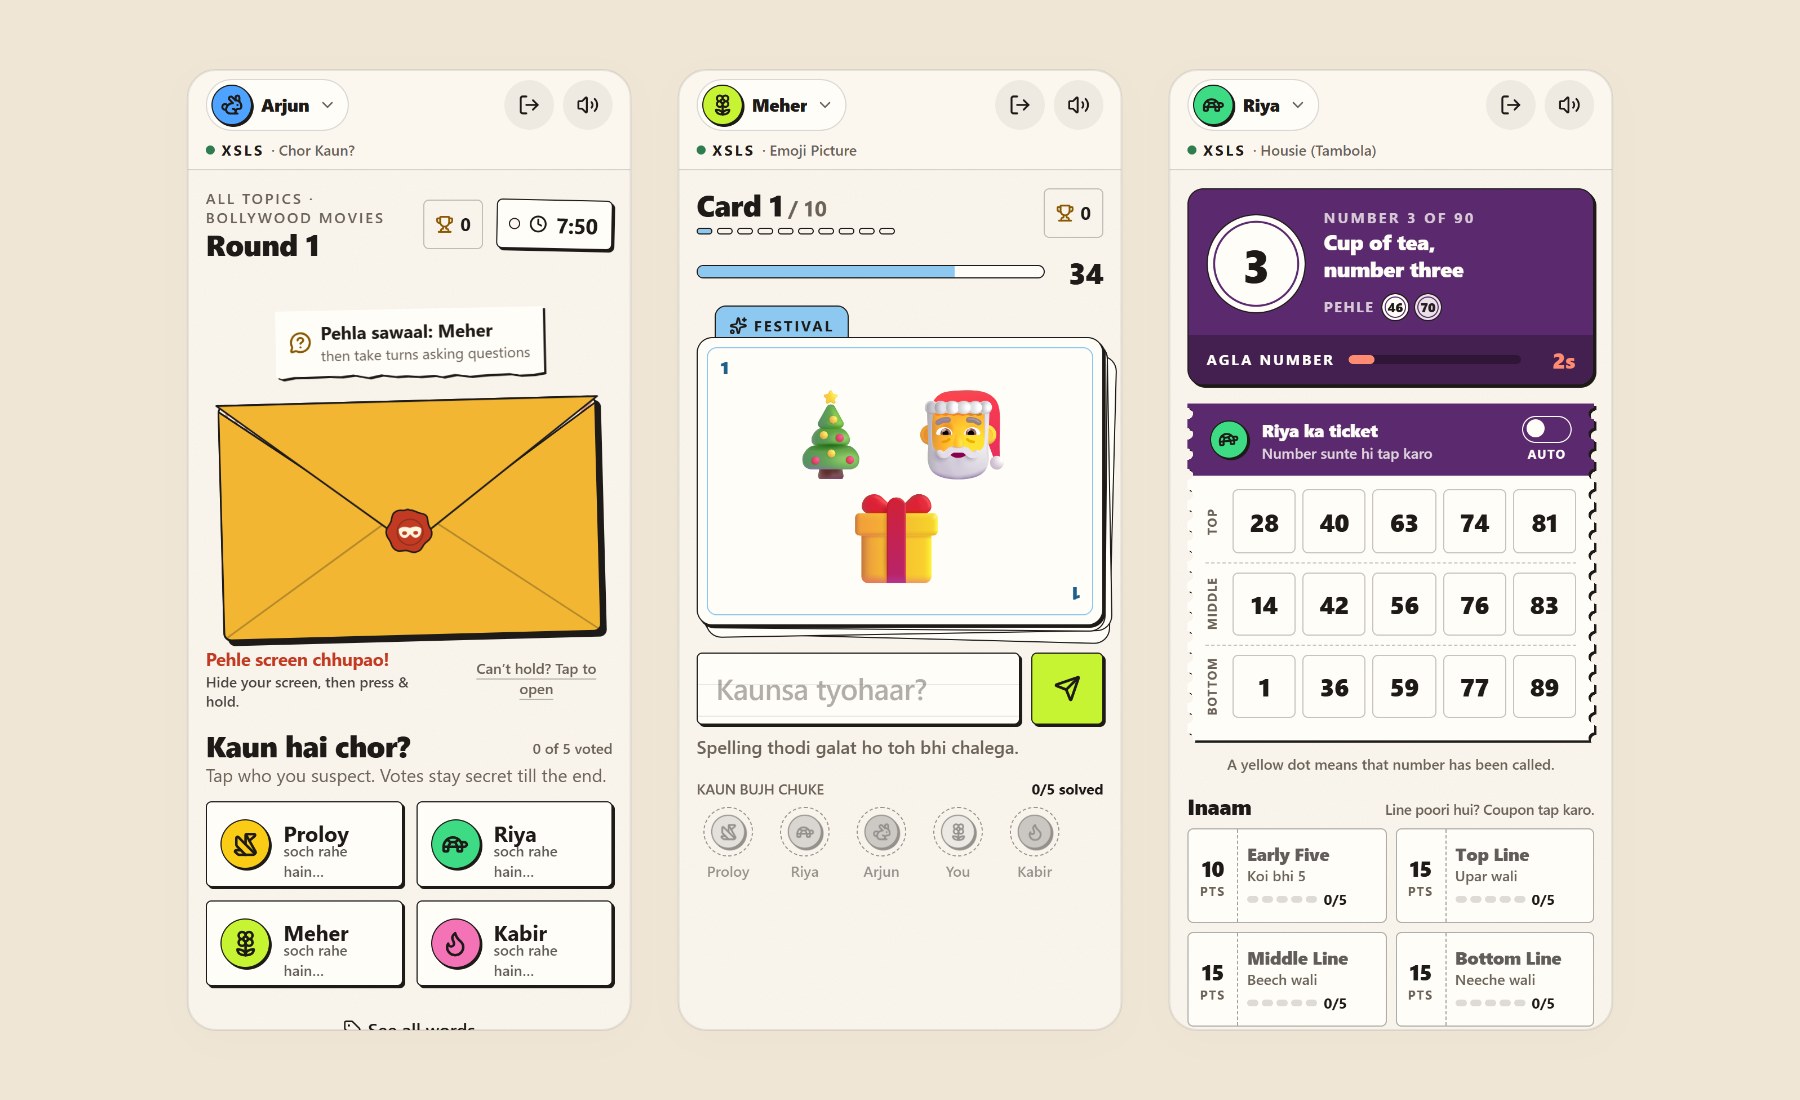 Arjun
XSLS · Chor Kaun?
ALL TOPICS ·
BOLLYWOOD MOVIES
Round 1
0
7:50
Pehla sawaal: Meher
then take turns asking questions
Pehle screen chhupao!
Hide your screen, then press &
hold.
Can't hold? Tap to
open
Kaun hai chor?
0 of 5 voted
Tap who you suspect. Votes stay secret till the end.
Proloy
soch rahe
hain...
Riya
soch rahe
hain...
Meher
soch rahe
hain...
Kabir
soch rahe
hain...
See all words
Meher
XSLS · Emoji Picture
Card 1 / 10
0
34
FESTIVAL
1
1
Kaunsa tyohaar?
Spelling thodi galat ho toh bhi chalega.
KAUN BUJH CHUKE
0/5 solved
Proloy
Riya
Arjun
You
Kabir
Riya
XSLS · Housie (Tambola)
3
NUMBER 3 OF 90
Cup of tea,
number three
PEHLE 46 70
AGLA NUMBER
2s
Riya ka ticket
Number sunte hi tap karo
AUTO
TOP
28 40 63 74 81
MIDDLE
14 42 56 76 83
BOTTOM
1 36 59 77 89
A yellow dot means that number has been called.
Inaam
Line poori hui? Coupon tap karo.
10
PTS
Early Five
Koi bhi 5
0/5
15
PTS
Top Line
Upar wali
0/5
15
PTS
Middle Line
Beech wali
0/5
15
PTS
Bottom Line
Neeche wali
0/5